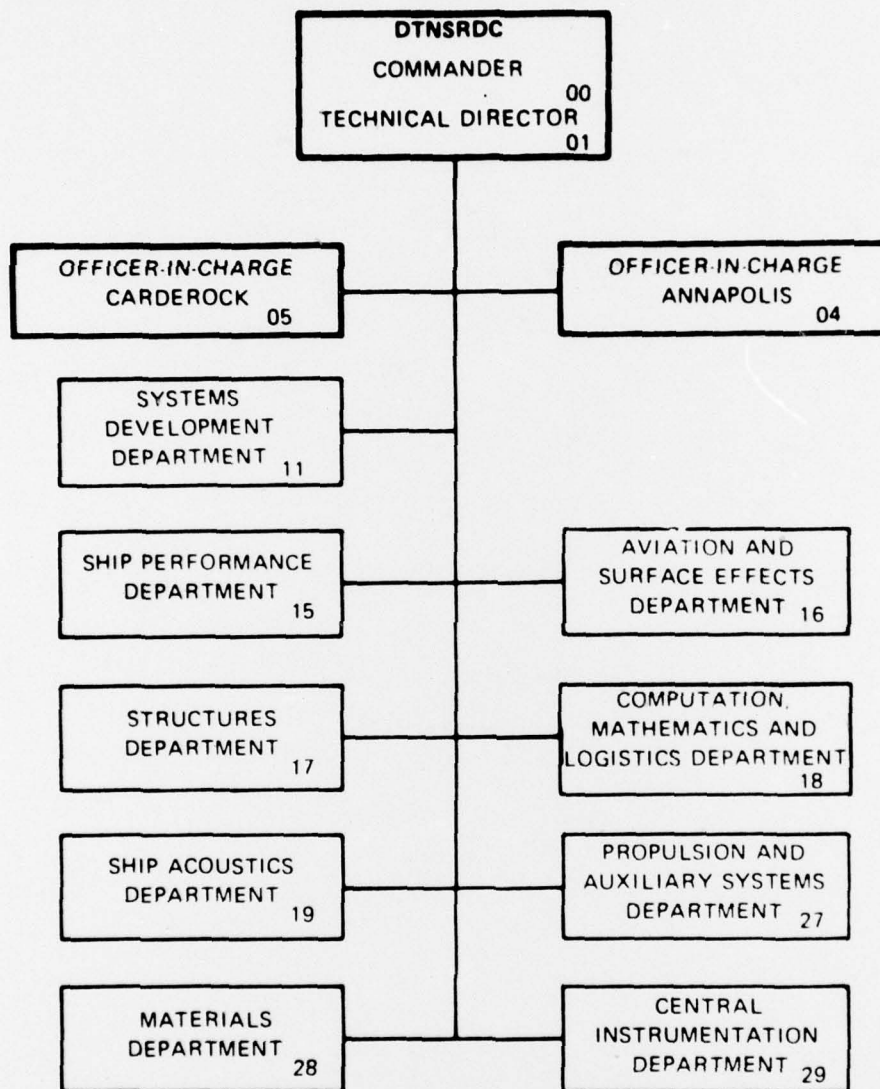 DTNSRDC
COMMANDER
00
TECHNICAL DIRECTOR
01
OFFICER-IN-CHARGE
CARDEROCK
05
OFFICER-IN-CHARGE
ANNAPOLIS
04
SYSTEMS
DEVELOPMENT
DEPARTMENT
11
SHIP PERFORMANCE
DEPARTMENT
15
AVIATION AND
SURFACE EFFECTS
DEPARTMENT
16
STRUCTURES
DEPARTMENT
17
COMPUTATION,
MATHEMATICS AND
LOGISTICS DEPARTMENT
18
SHIP ACOUSTICS
DEPARTMENT
19
PROPULSION AND
AUXILIARY SYSTEMS
DEPARTMENT
27
MATERIALS
DEPARTMENT
28
CENTRAL
INSTRUMENTATION
DEPARTMENT
29